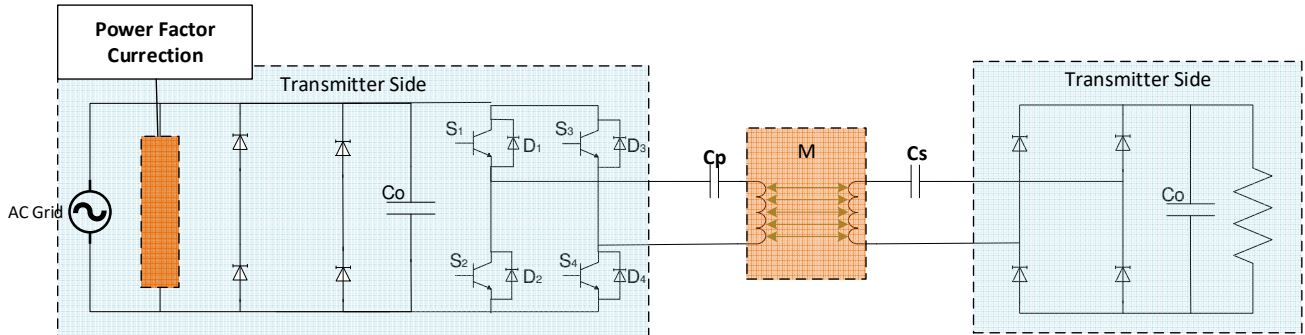 Power Factor
Currection
Transmitter Side
Transmitter Side
S1
D1
S3
D3
Cp
M
Cs
AC Grid
Co
Co
S2
D2
S4
D4